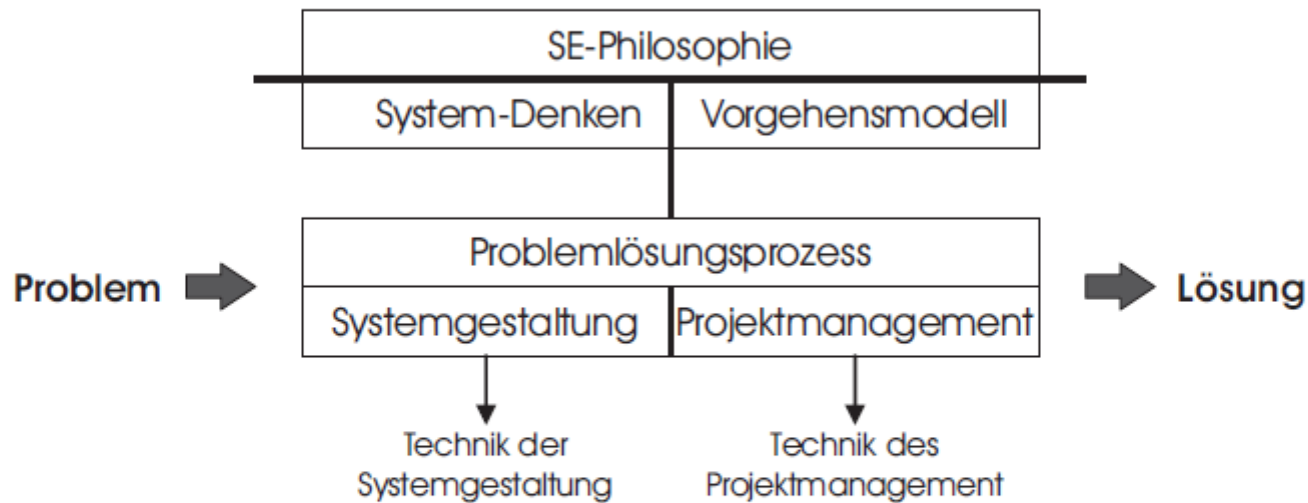 SE-Philosophie
System-Denken
Vorgehensmodell
Problemlösungsprozess
Problem
Lösung
Systemgestaltung
Projektmanagement
Technik der
Systemgestaltung
Technik des
Projektmanagement